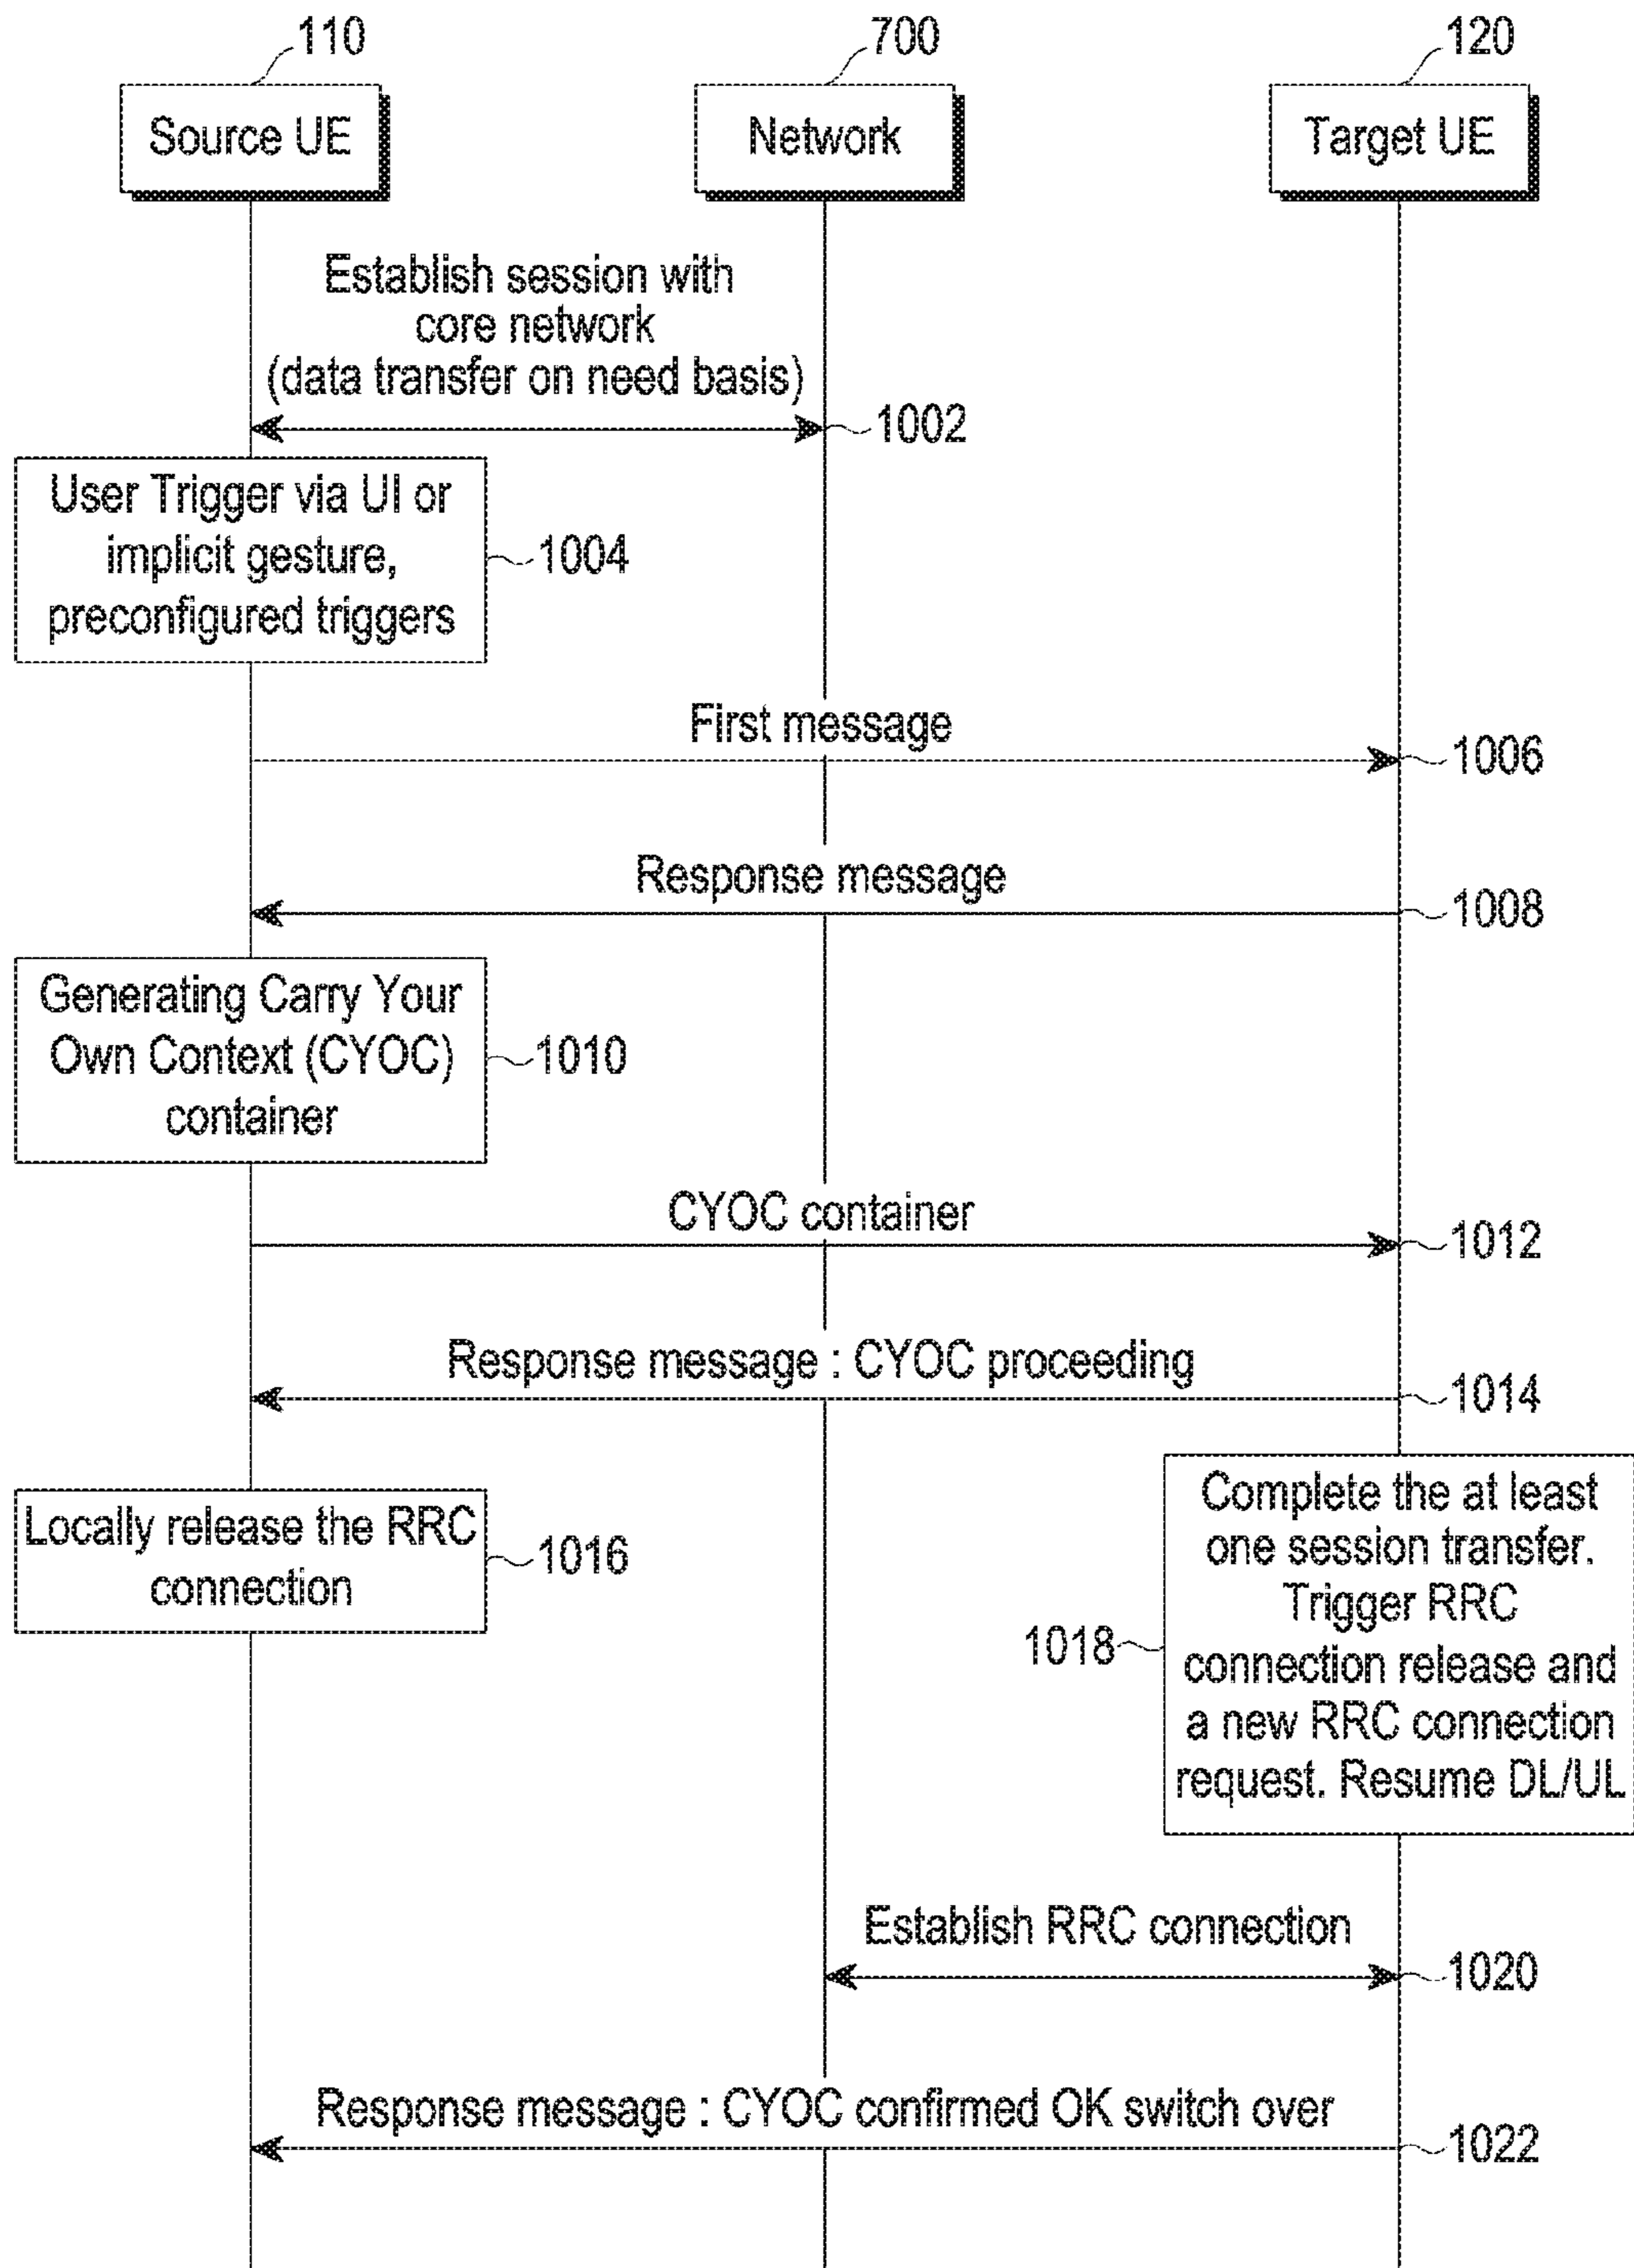 110
700
120
Source UE
Network
Target UE
Establish session with
core network
(data transfer on need basis)
1002
User Trigger via UI or
implicit gesture,
preconfigured triggers
1004
First message
1006
Response message
1008
Generating Carry Your
Own Context (CYOC)
container
1010
CYOC container
1012
Response message : CYOC proceeding
1014
Locally release the RRC
connection
1016
Complete the at least
one session transfer.
Trigger RRC
connection release and
a new RRC connection
request. Resume DL/UL
1018
Establish RRC connection
1020
Response message : CYOC confirmed OK switch over
1022